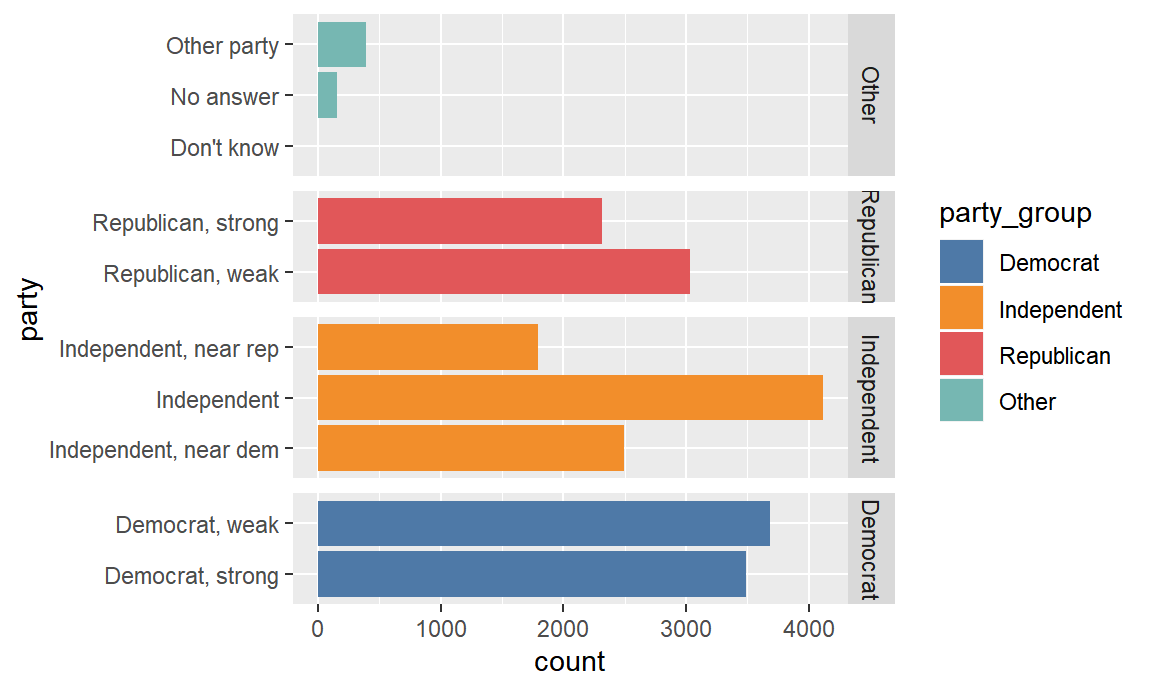 Other party
No answer
Don't know
Other
Republican, strong
Republican, weak
Republican
Independent, near rep
Independent
Independent, near dem
Independent
Democrat, weak
Democrat, strong
Democrat
0 1000 2000 3000 4000
count
party
party_group
Democrat
Independent
Republican
Other